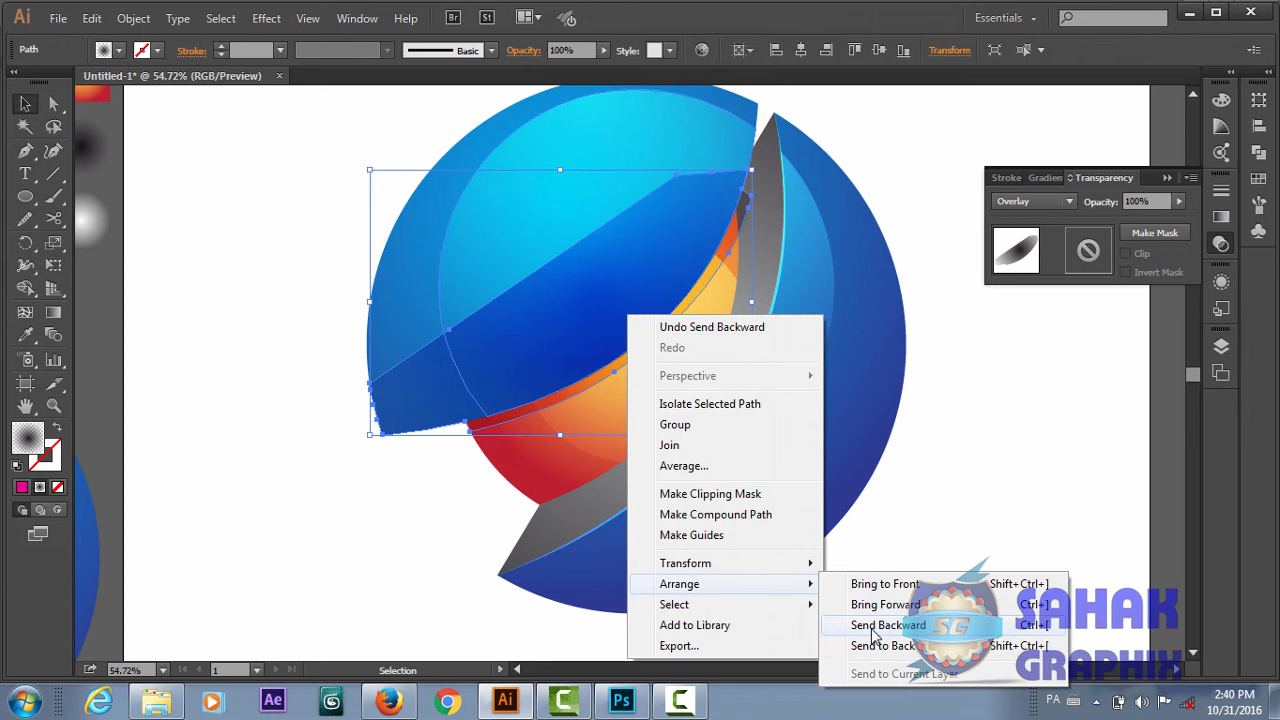 Ai File Edit Object Type Select Effect View Window Help Br St Essentials
Path Stroke: Basic Opacity: 100% Style: Transform
Untitled-1* @ 54.72% (RGB/Preview)
Stroke Gradien Transparency
Overlay Opacity: 100%
Make Mask
Clip
Invert Mask
Undo Send Backward
Redo
Perspective
Isolate Selected Path
Group
Join
Average...
Make Clipping Mask
Make Compound Path
Make Guides
Transform
Arrange
Select
Add to Library
Export...
Bring to Front Shift+Ctrl+]
Bring Forward Ctrl+]
Send Backward Ctrl+[
Send to Back Shift+Ctrl+[
Send to Current Layer
SG
SAHAK
GRAPHIX
54.72% 1 Selection
Ae Ai Ps PA 2:40 PM
10/31/2016